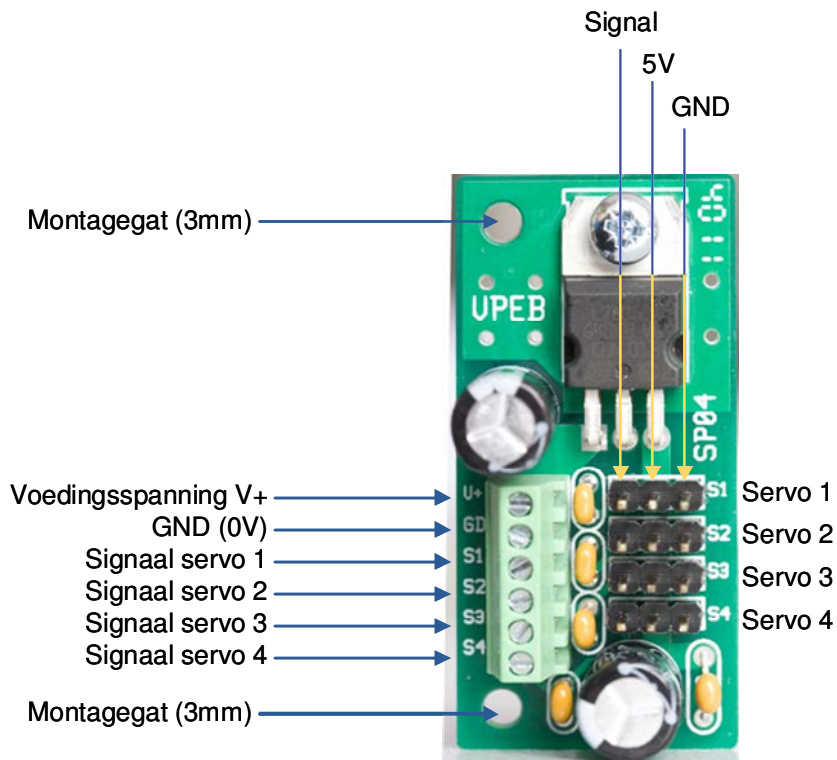 Signal
5V
GND
Montagegat (3mm)
VPEB
SP04
Voedingsspanning V+
GND (0V)
Signaal servo 1
Signaal servo 2
Signaal servo 3
Signaal servo 4
V+
GD
S1
S2
S3
S4
S1
S2
S3
S4
Servo 1
Servo 2
Servo 3
Servo 4
Montagegat (3mm)